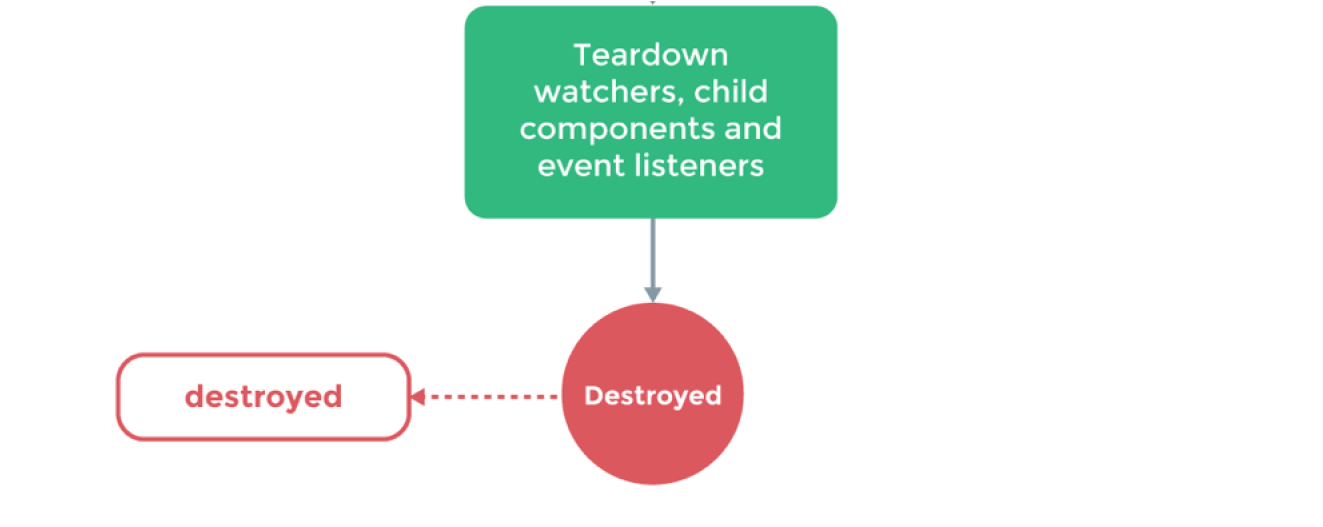 Teardown
watchers, child
components and
event listeners
destroyed
Destroyed